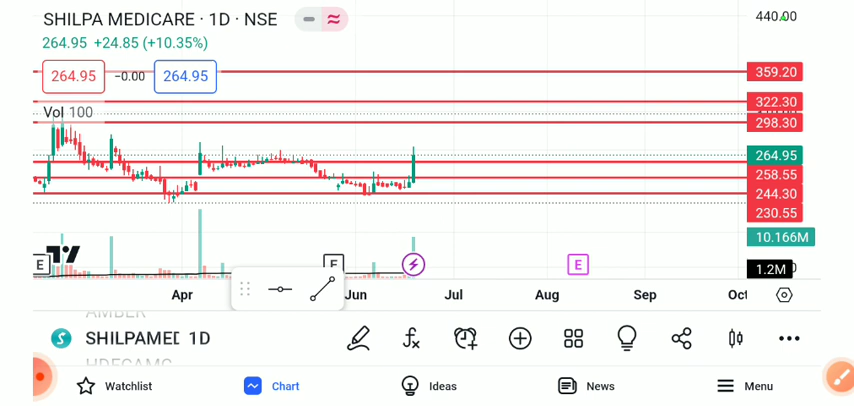 SHILPA MEDICARE · 1D · NSE
440.00
264.95 +24.85 (+10.35%)
264.95 −0.00 264.95
359.20
322.30
Vol 100
298.30
264.95
258.55
244.30
230.55
10.166M
E
E
E
1.2M
Apr
Jun
Jul
Aug
Sep
Oct
AMBER
SHILPAMED 1D
HDFCAMC
Watchlist
Chart
Ideas
News
Menu